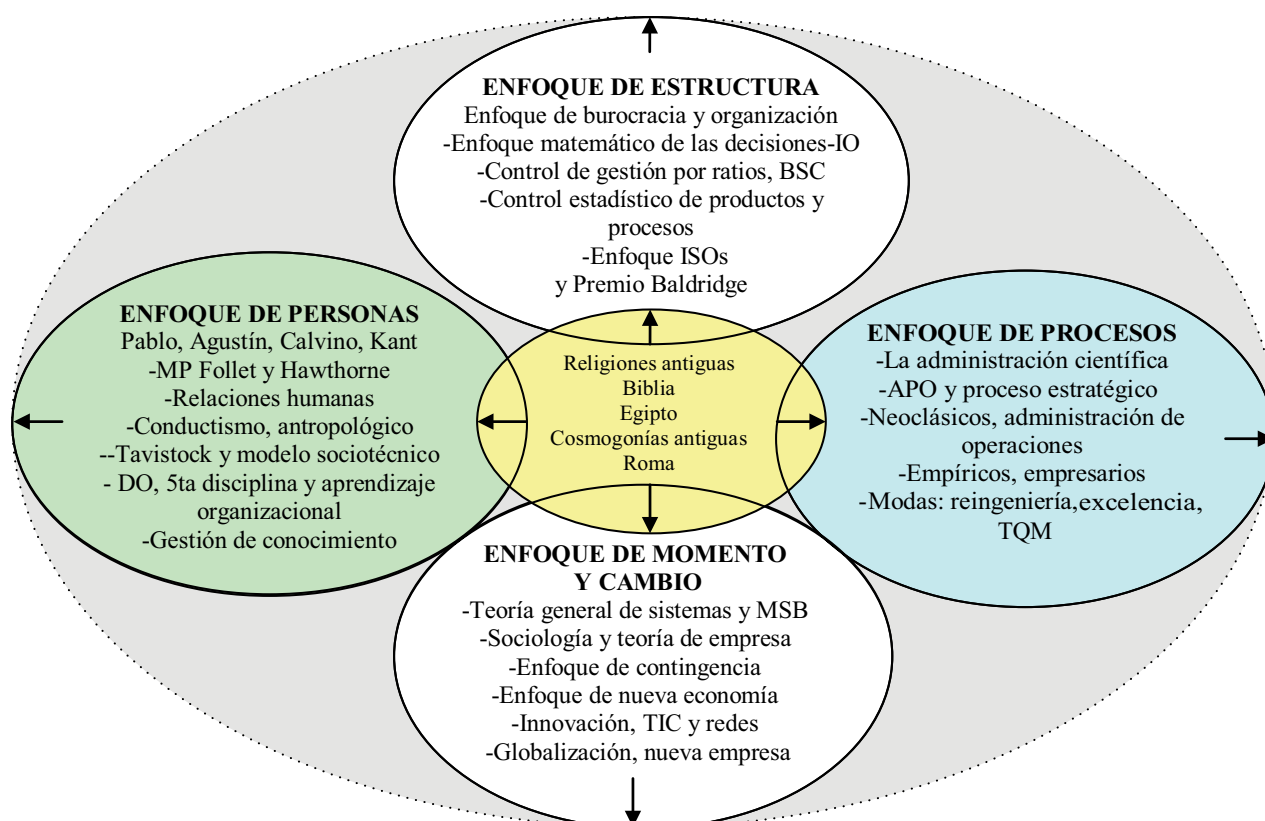 ENFOQUE DE ESTRUCTURA
Enfoque de burocracia y organización
-Enfoque matemático de las decisiones-IO
-Control de gestión por ratios, BSC
-Control estadístico de productos y
procesos
-Enfoque ISOs
y Premio Baldridge
ENFOQUE DE PERSONAS
Pablo, Agustín, Calvino, Kant
-MP Follet y Hawthorne
-Relaciones humanas
-Conductismo, antropológico
--Tavistock y modelo sociotécnico
- DO, 5ta disciplina y aprendizaje
organizacional
-Gestión de conocimiento
Religiones antiguas
Biblia
Egipto
Cosmogonías antiguas
Roma
ENFOQUE DE PROCESOS
-La administración científica
-APO y proceso estratégico
-Neoclásicos, administración de
operaciones
-Empíricos, empresarios
-Modas: reingeniería,excelencia,
TQM
ENFOQUE DE MOMENTO
Y CAMBIO
-Teoría general de sistemas y MSB
-Sociología y teoría de empresa
-Enfoque de contingencia
-Enfoque de nueva economía
-Innovación, TIC y redes
-Globalización, nueva empresa